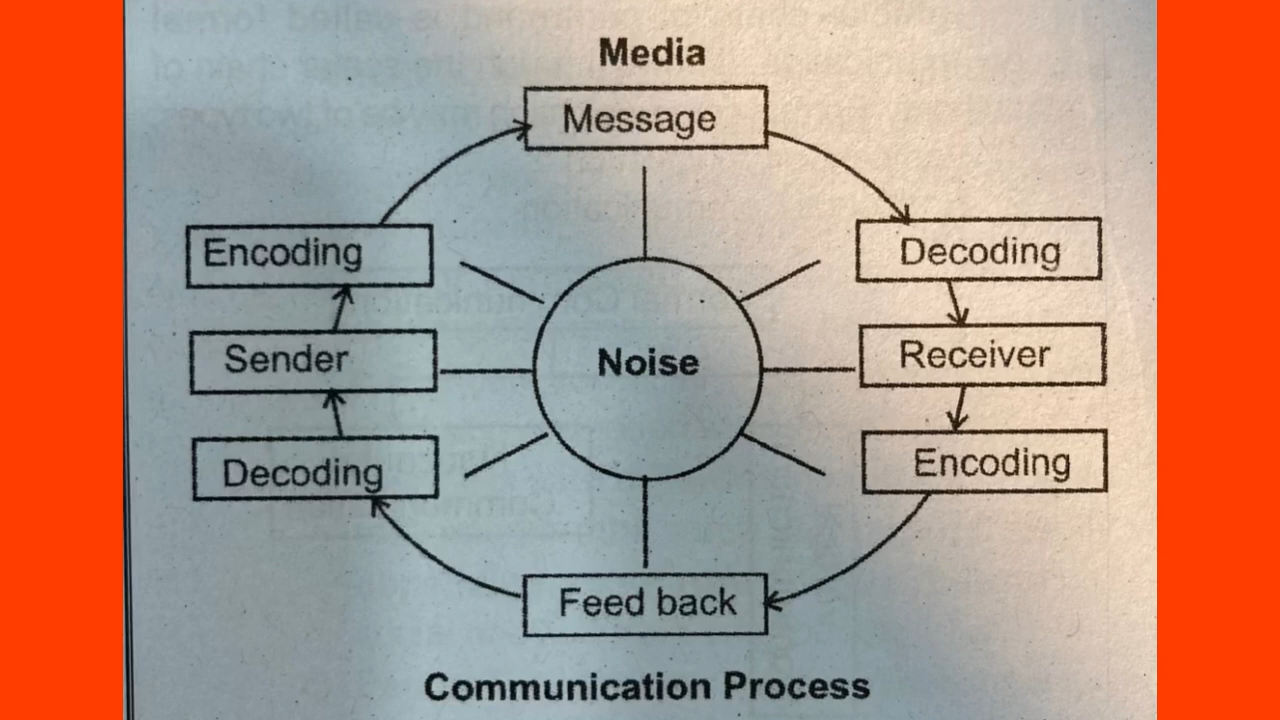 Media
Message
Encoding
Decoding
Sender
Noise
Receiver
Decoding
Encoding
Feed back
Communication Process